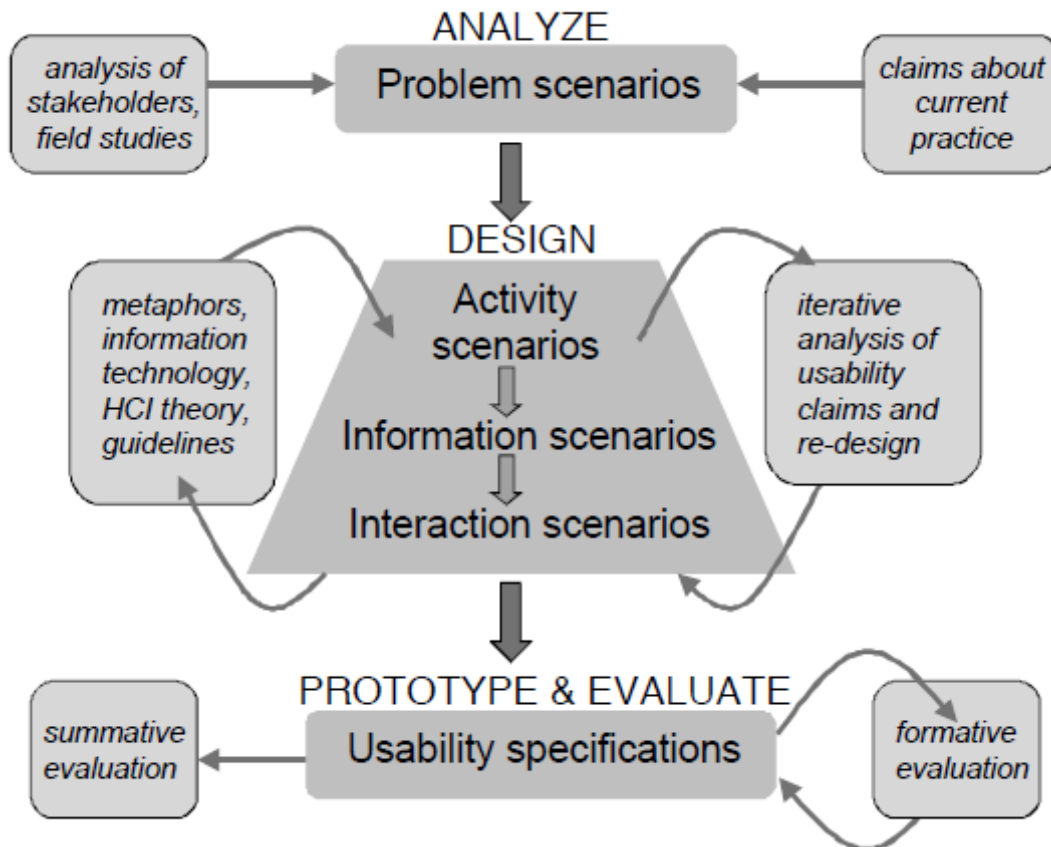 ANALYZE
analysis of
stakeholders,
field studies
Problem scenarios
claims about
current
practice
DESIGN
metaphors,
information
technology,
HCI theory,
guidelines
Activity
scenarios
Information scenarios
Interaction scenarios
iterative
analysis of
usability
claims and
re-design
PROTOTYPE & EVALUATE
summative
evaluation
Usability specifications
formative
evaluation